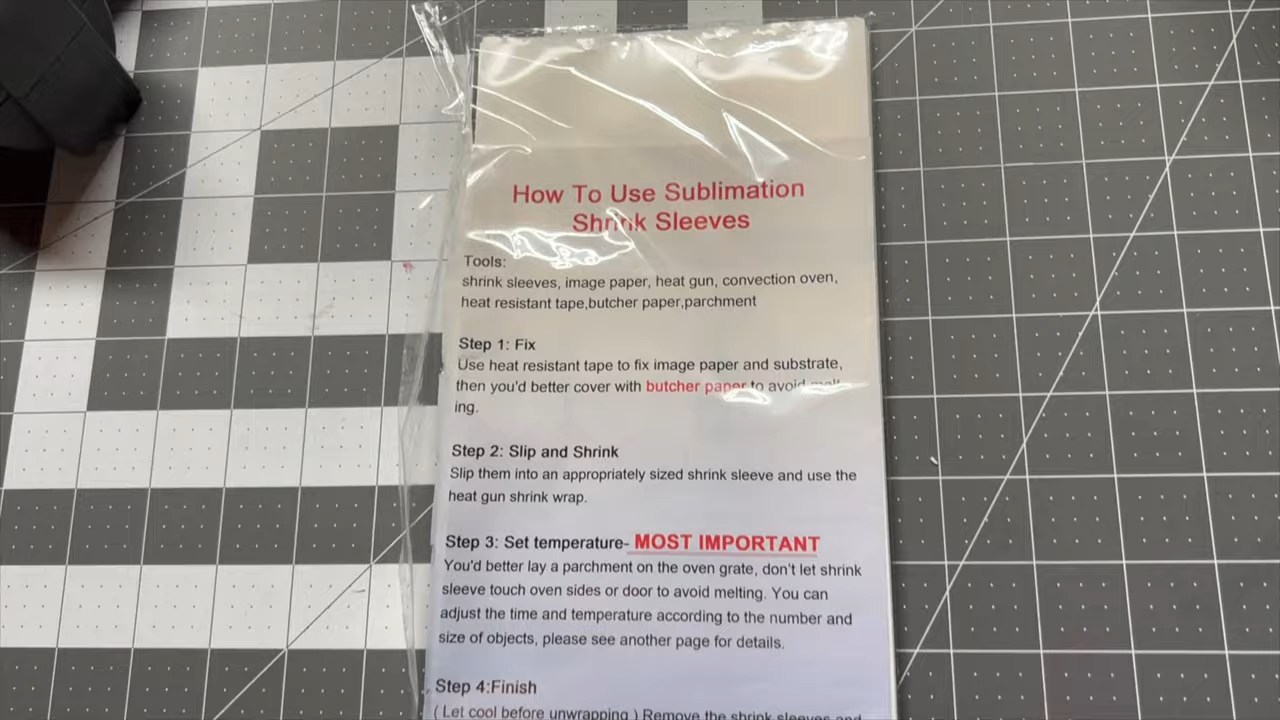 How To Use Sublimation
Shrink Sleeves
Tools:
shrink sleeves, image paper, heat gun, convection oven,
heat resistant tape,butcher paper,parchment
Step 1: Fix
Use heat resistant tape to fix image paper and substrate,
then you'd better cover with butcher paper to avoid melt-
ing.
Step 2: Slip and Shrink
Slip them into an appropriately sized shrink sleeve and use the
heat gun shrink wrap.
Step 3: Set temperature- MOST IMPORTANT
You'd better lay a parchment on the oven grate, don't let shrink
sleeve touch oven sides or door to avoid melting. You can
adjust the time and temperature according to the number and
size of objects, please see another page for details.
Step 4:Finish
( Let cool before unwrapping ) Remove the shrink sleeves and